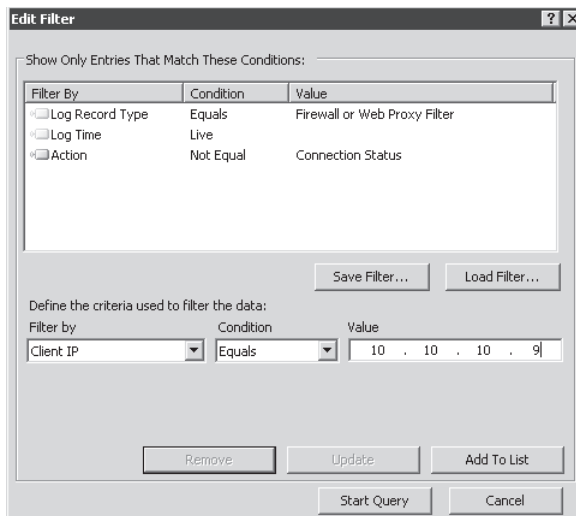 Edit Filter
Show Only Entries That Match These Conditions:
Filter By Condition Value
Log Record Type Equals Firewall or Web Proxy Filter
Log Time Live
Action Not Equal Connection Status
Save Filter... Load Filter...
Define the criteria used to filter the data:
Filter by Condition Value
Client IP Equals 10 . 10 . 10 . 9
Remove Update Add To List
Start Query Cancel